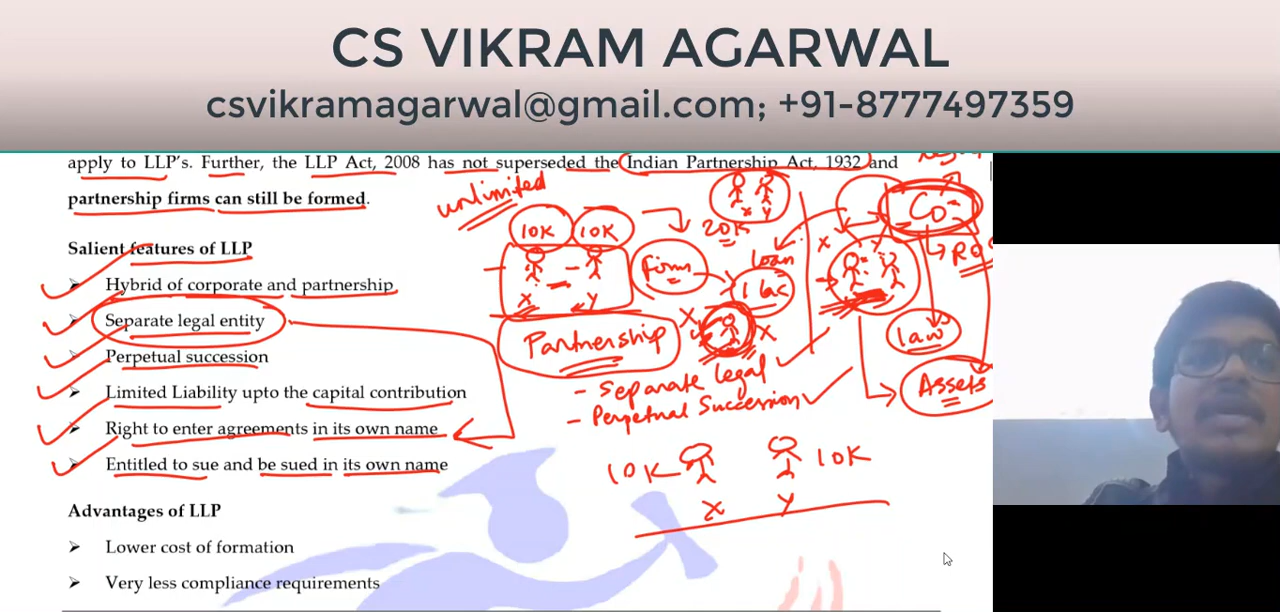 CS VIKRAM AGARWAL
csvikramagarwal@gmail.com; +91-8777497359
apply to LLP's. Further, the LLP Act, 2008 has not superseded the Indian Partnership Act, 1932 and
partnership firms can still be formed.
unlimited
Salient features of LLP
Hybrid of corporate and partnership
Separate legal entity
Perpetual succession
Limited Liability upto the capital contribution
Right to enter agreements in its own name
Entitled to sue and be sued in its own name
10K 10K
X Y
Firm
Partnership
X Y
20K
loan
1 lac
X X
Co.
X Y
law
Assets
- Separate legal
- Perpetual Succession
10K 10K
X Y
Advantages of LLP
Lower cost of formation
Very less compliance requirements